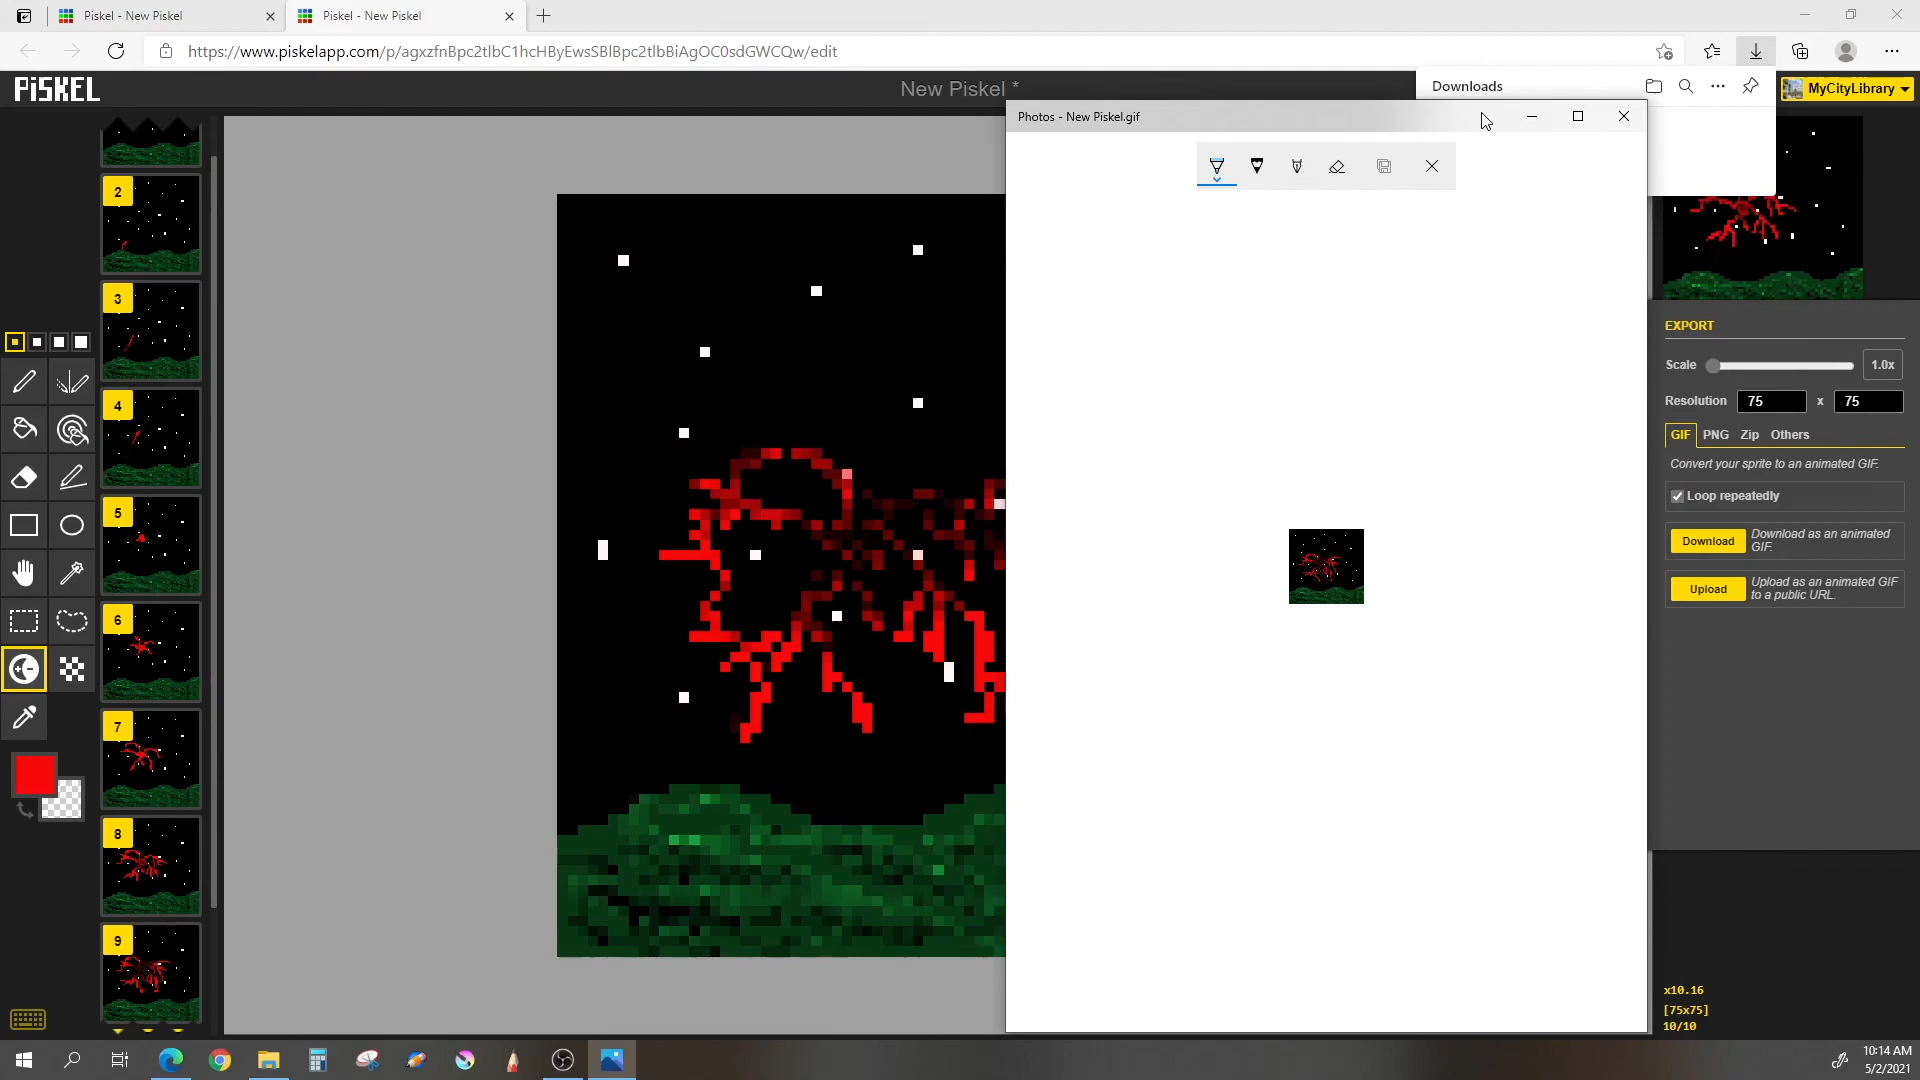 Piskel - New Piskel
Piskel - New Piskel
https://www.piskelapp.com/p/agxzfnBpc2tlbC1hcHByEwsSBlBpc2tlbBiAgOC0sdGWCQw/edit
PiSKEL
New Piskel *
Downloads
MyCityLibrary
Photos - New Piskel.gif
2
3
4
5
6
7
8
9
EXPORT
Scale
1.0x
Resolution 75 x 75
GIF PNG Zip Others
Convert your sprite to an animated GIF.
Loop repeatedly
Download
Download as an animated
GIF.
Upload
Upload as an animated GIF
to a public URL.
x10.16
[75x75]
10/10
10:14 AM
5/2/2021